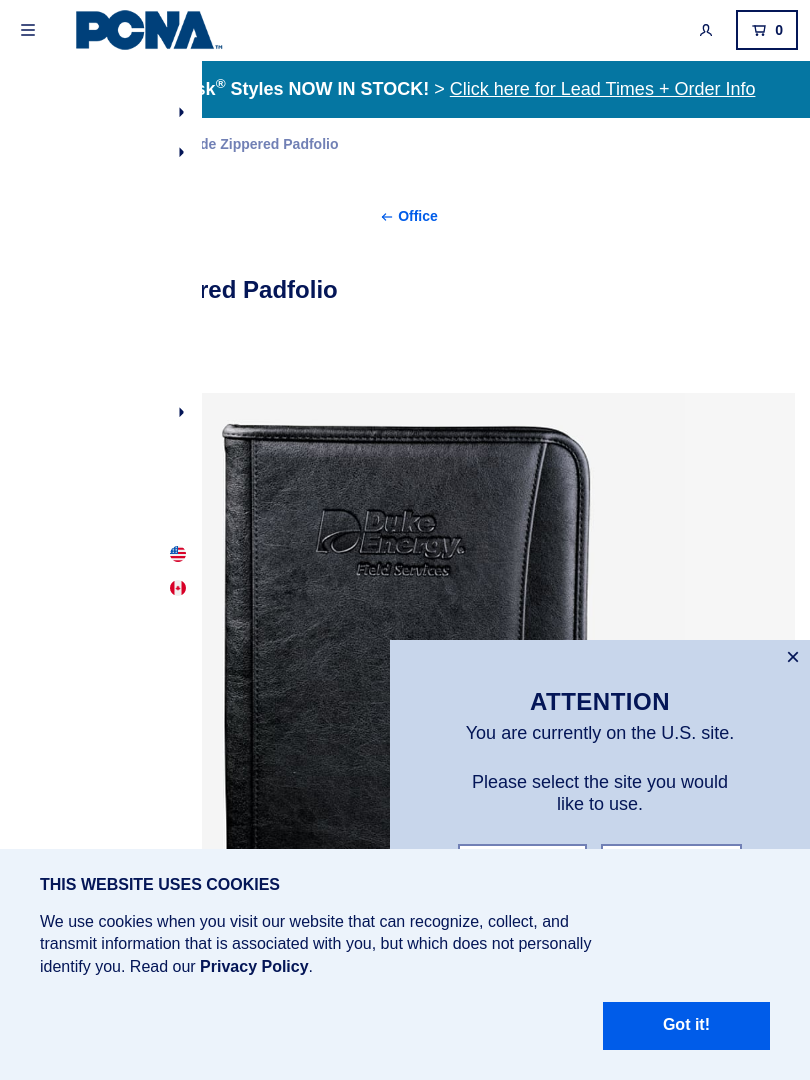 PCNA™
0
sk® Styles NOW IN STOCK! > Click here for Lead Times + Order Info
de Zippered Padfolio
← Office
red Padfolio
Duke
Energy®
Field Services
×
ATTENTION
You are currently on the U.S. site.
Please select the site you would
like to use.
THIS WEBSITE USES COOKIES
We use cookies when you visit our website that can recognize, collect, and
transmit information that is associated with you, but which does not personally
identify you. Read our Privacy Policy.
Got it!